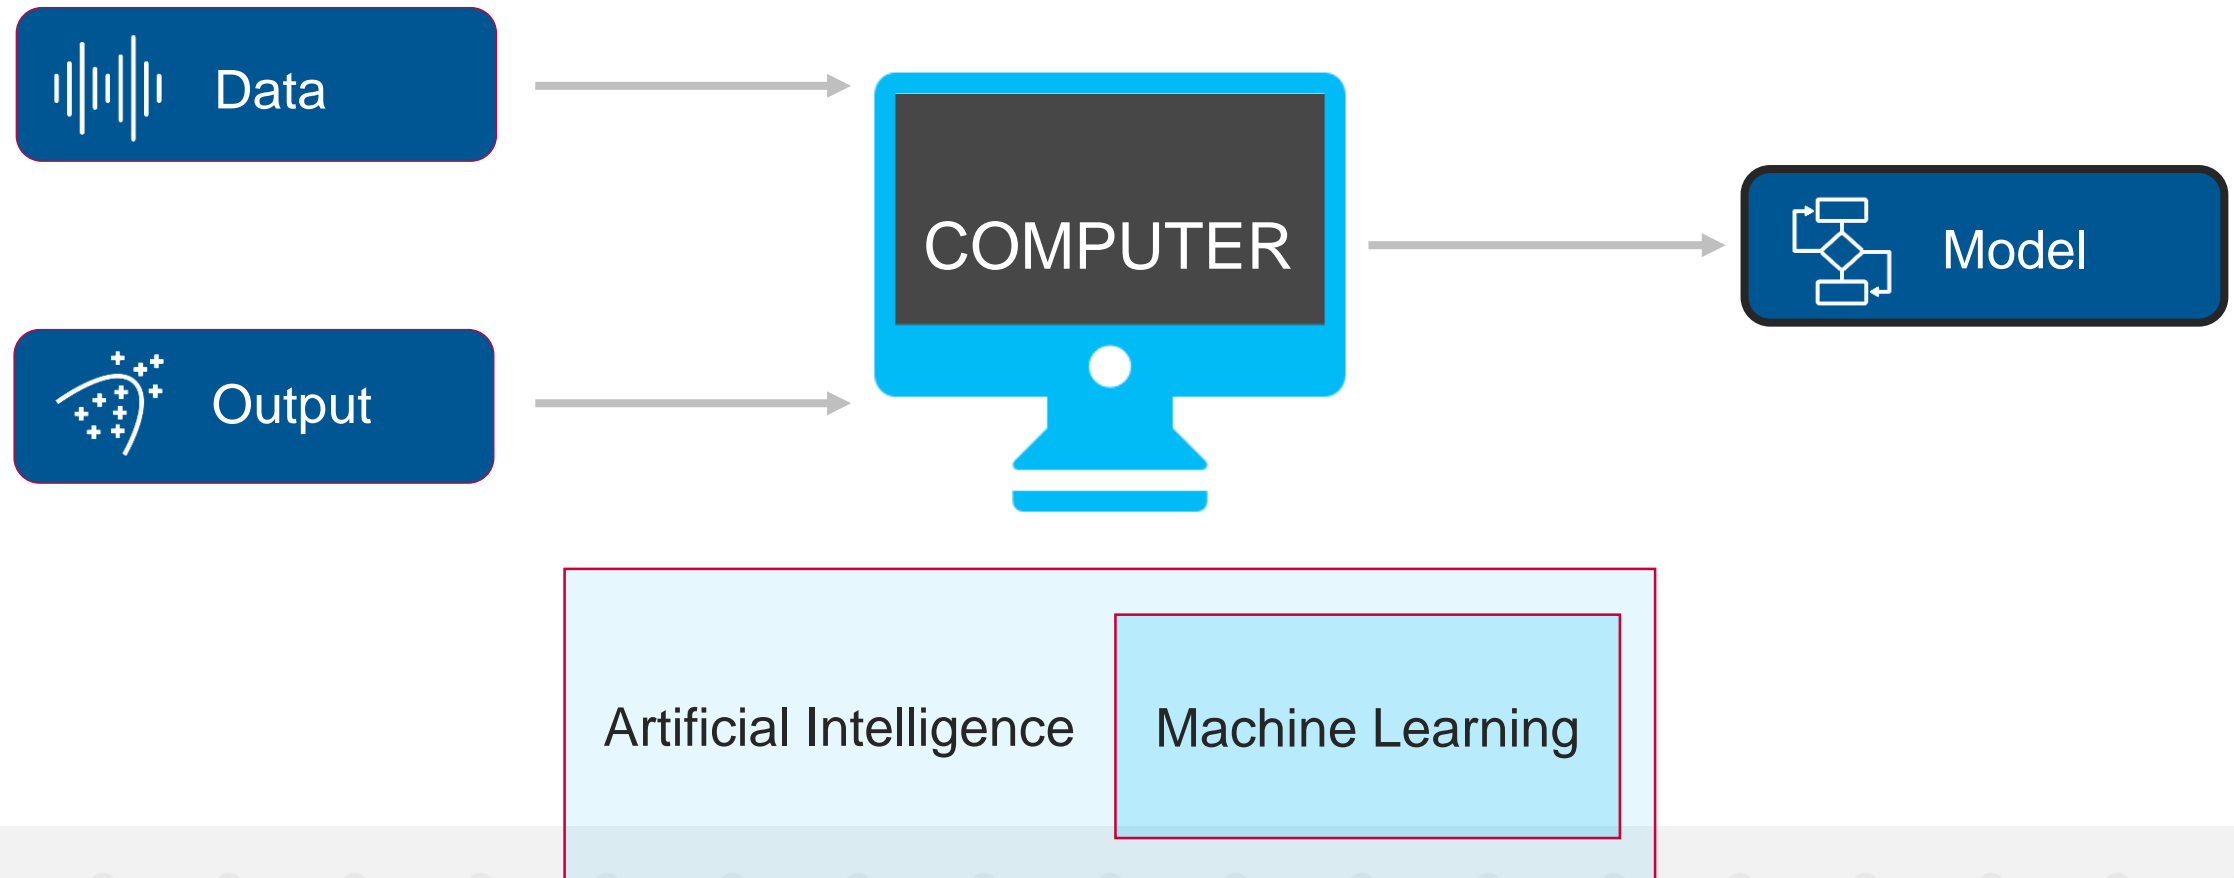 Data
COMPUTER
Model
Output
Artificial Intelligence
Machine Learning